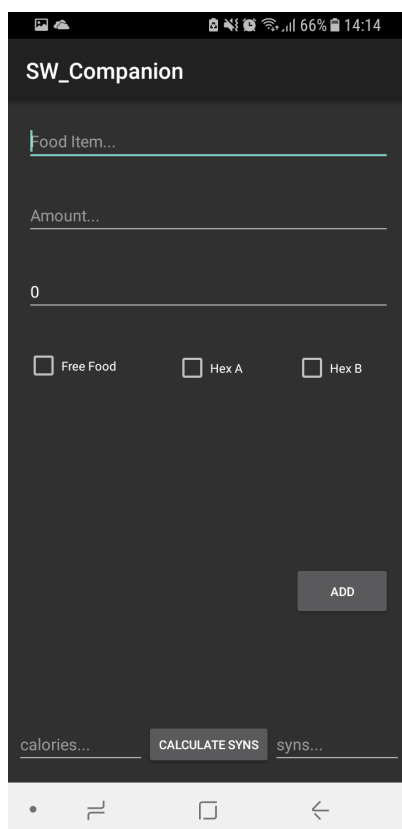 66% 14:14
SW_Companion
Food Item...
Amount...
0
Free Food Hex A Hex B
ADD
calories... CALCULATE SYNS syns...